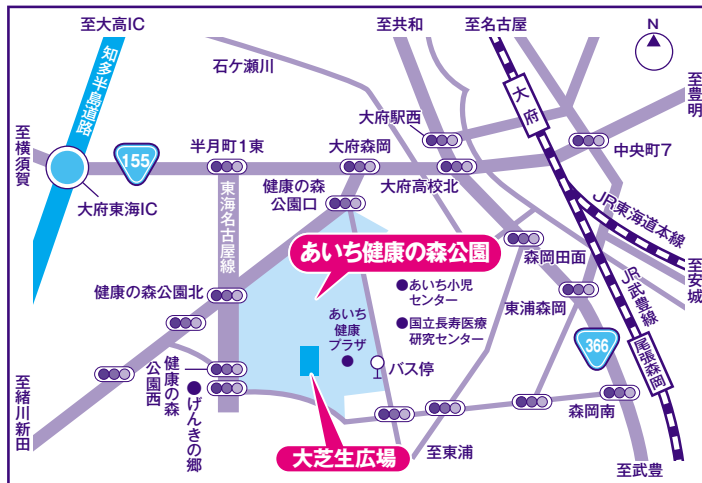 至大高IC
至共和
至名古屋
N
知多半島道路
石ケ瀬川
大府
至豊明
大府駅西
至横須賀
155
半月町1東
大府森岡
中央町7
大府東海IC
東海名古屋線
健康の森
公園口
大府高校北
JR東海道本線
あいち健康の森公園
森岡田面
至安城
健康の森公園北
あいち小児
センター
東浦森岡
JR武豊線
国立長寿医療
研究センター
あいち
健康
プラザ
366
尾張森岡
バス停
健康の森
公園西
至緒川新田
げんきの郷
森岡南
大芝生広場
至東浦
至武豊